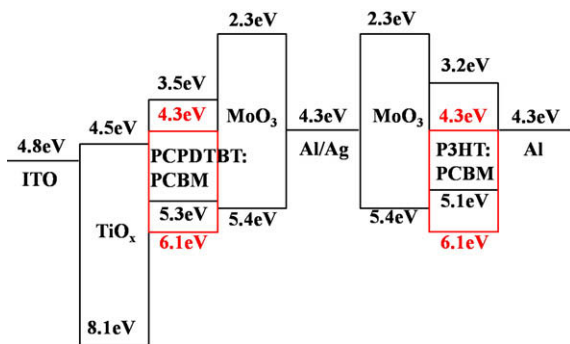 2.3eV
2.3eV
3.5eV
3.2eV
4.3eV
MoO₃
4.3eV
MoO₃
4.3eV
4.3eV
4.5eV
4.8eV
ITO
PCPDTBT:
PCBM
Al/Ag
P3HT:
PCBM
Al
5.3eV
5.4eV
5.4eV
5.1eV
TiOₓ
6.1eV
6.1eV
8.1eV